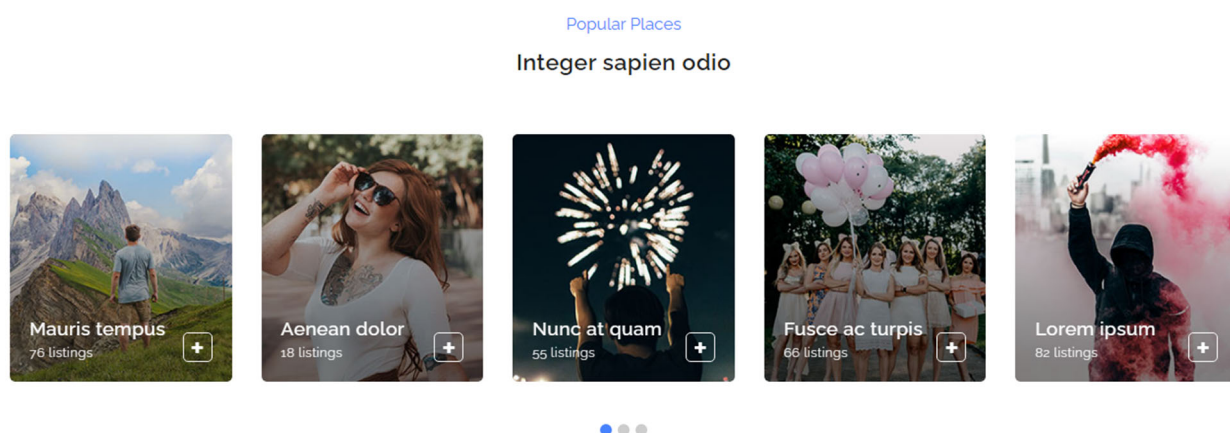 Popular Places
Integer sapien odio
Mauris tempus
76 listings
Aenean dolor
18 listings
Nunc at quam
55 listings
Fusce ac turpis
66 listings
Lorem ipsum
82 listings